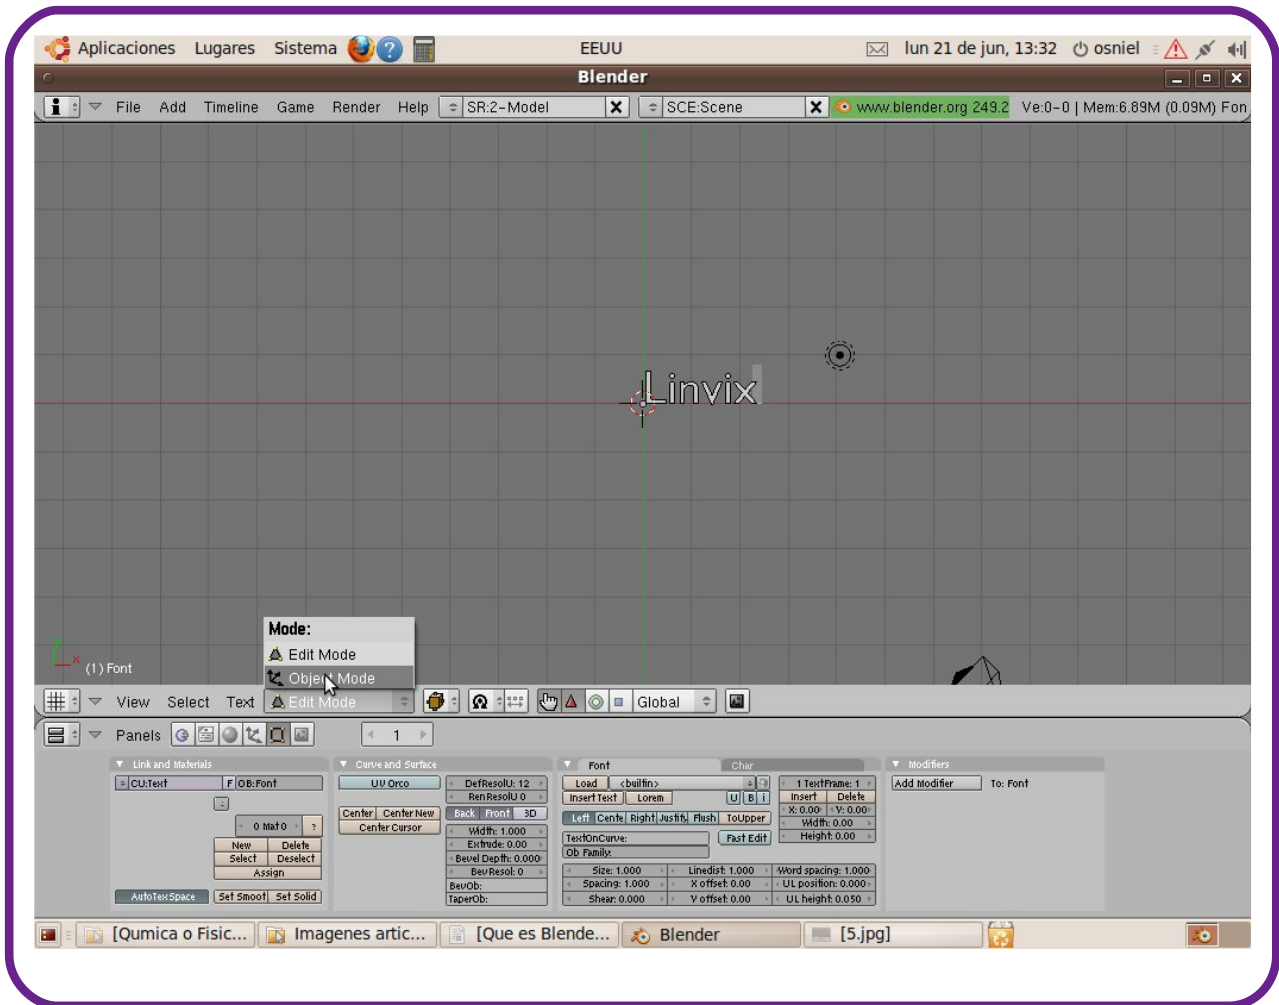 Aplicaciones Lugares Sistema ? EEUU lun 21 de jun, 13:32 osniel
Blender
File Add Timeline Game Render Help SR:2-Model SCE:Scene www.blender.org 249.2 Ve:0-0 | Mem:6.89M (0.09M) Fon
Linvix
Mode:
Edit Mode
Object Mode
x (1) Font
View Select Text Edit Mode Global
Panels 1
Link and Materials
CU:Text F OB:Font
0 Mat 0 ?
New Delete
Select Deselect
Assign
AutoTexSpace Set Smoot Set Solid
Curve and Surface
UV Orco
Center Center New
Center Cursor
DefResolU: 12
RenResolU 0
Back Front 3D
Width: 1.000
Extrude: 0.00
Bevel Depth: 0.000
BevResol: 0
BevOb:
TaperOb:
Font Char
Load <builtin>
Insert Text Lorem U B i
Left Cente Right Justify Flush ToUpper
TextOnCurve: Fast Edit
Ob Family:
Size: 1.000 Linedist: 1.000 Word spacing: 1.000
Spacing: 1.000 X offset: 0.00 UL position: 0.000
Shear: 0.000 Y offset: 0.00 UL height: 0.050
1 TextFrame: 1
Insert Delete
X: 0.00 Y: 0.00
Width: 0.00
Height: 0.00
Modifiers
Add Modifier To: Font
[Qumica o Fisic... Imagenes artic... [Que es Blende... Blender [5.jpg]